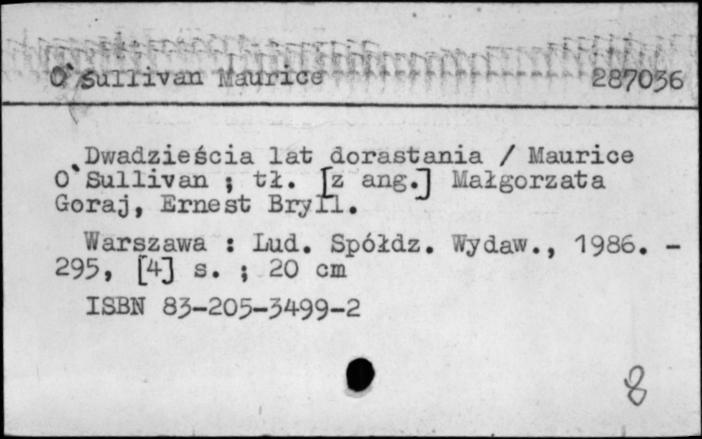 O'Sullivan Maurice 287036
Dwadzieścia lat dorastania / Maurice
O'Sullivan ; tł. [z ang.] Małgorzata
Goraj, Ernest Bryll.
Warszawa : Lud. Spółdz. Wydaw., 1986. -
295, [4] s. ; 20 cm
ISBN 83-205-3499-2
8